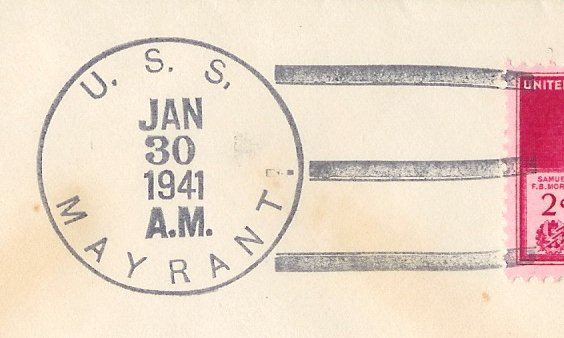 U. S. S.
JAN
30
1941
A.M.
MAYRANT.
UNITE
SAMUE
F.B.MOR
2¢